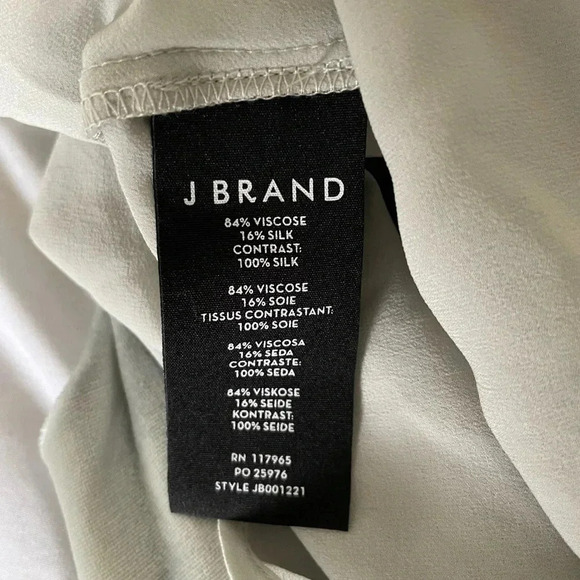 J BRAND
84% VISCOSE
16% SILK
CONTRAST:
100% SILK
84% VISCOSE
16% SOIE
TISSUS CONTRASTANT:
100% SOIE
84% VISCOSA
16% SEDA
CONTRASTE:
100% SEDA
84% VISKOSE
16% SEIDE
KONTRAST:
100% SEIDE
RN 117965
PO 25976
STYLE JB001221